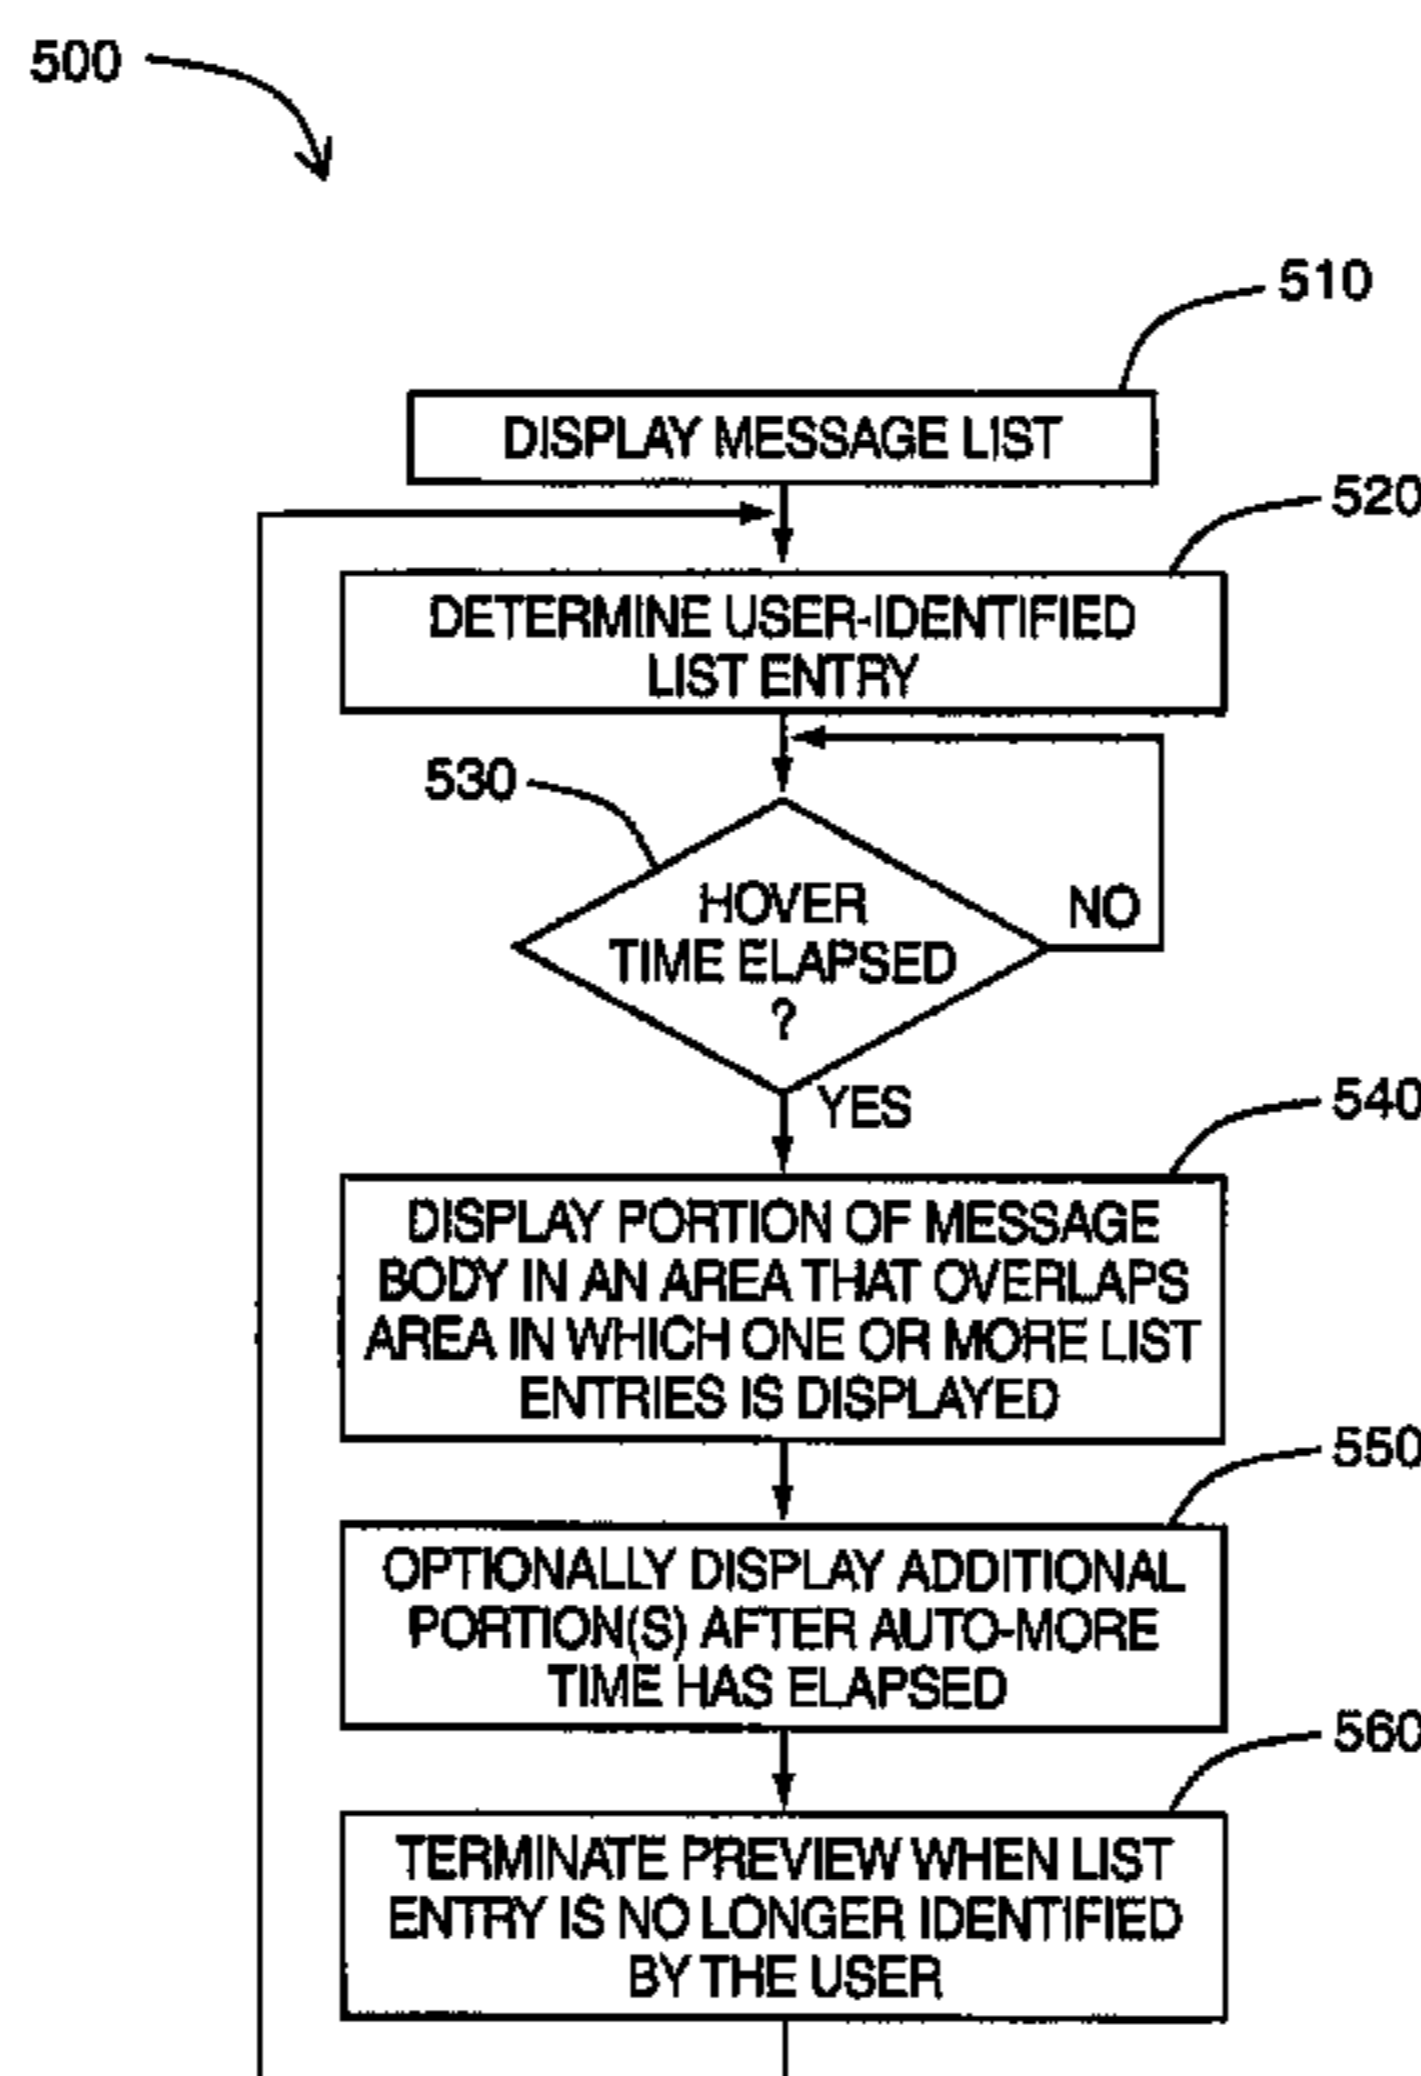 500
510
DISPLAY MESSAGE LIST
520
DETERMINE USER-IDENTIFIED
LIST ENTRY
530
HOVER
TIME ELAPSED
?
NO
YES
540
DISPLAY PORTION OF MESSAGE
BODY IN AN AREA THAT OVERLAPS
AREA IN WHICH ONE OR MORE LIST
ENTRIES IS DISPLAYED
550
OPTIONALLY DISPLAY ADDITIONAL
PORTION(S) AFTER AUTO-MORE
TIME HAS ELAPSED
560
TERMINATE PREVIEW WHEN LIST
ENTRY IS NO LONGER IDENTIFIED
BY THE USER